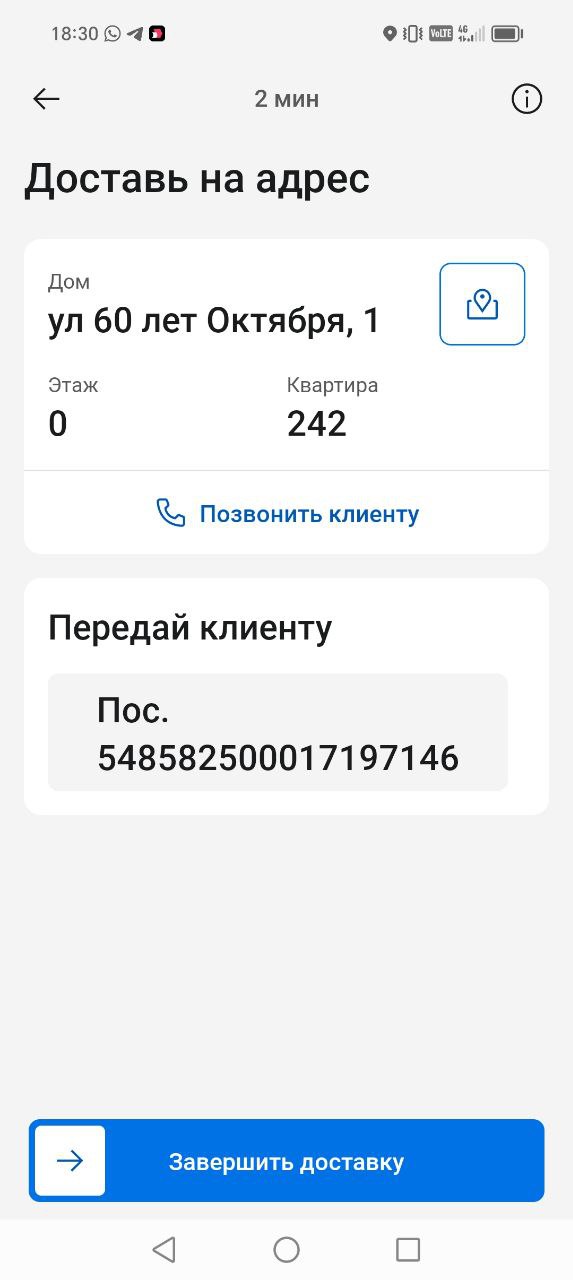 18:30 VoLTE 4G
2 мин
Доставь на адрес
Дом
ул 60 лет Октября, 1
Этаж Квартира
0 242
Позвонить клиенту
Передай клиенту
Пос.
548582500017197146
Завершить доставку